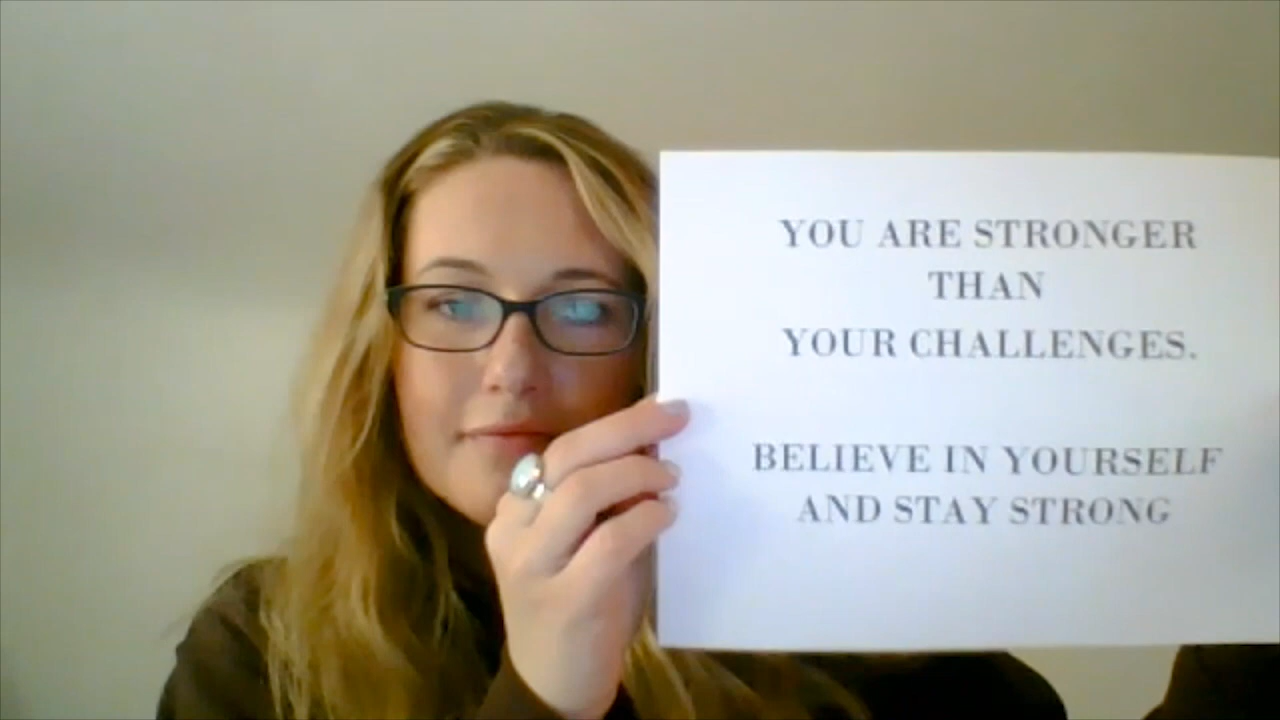 YOU ARE STRONGER
THAN
YOUR CHALLENGES.
BELIEVE IN YOURSELF
AND STAY STRONG